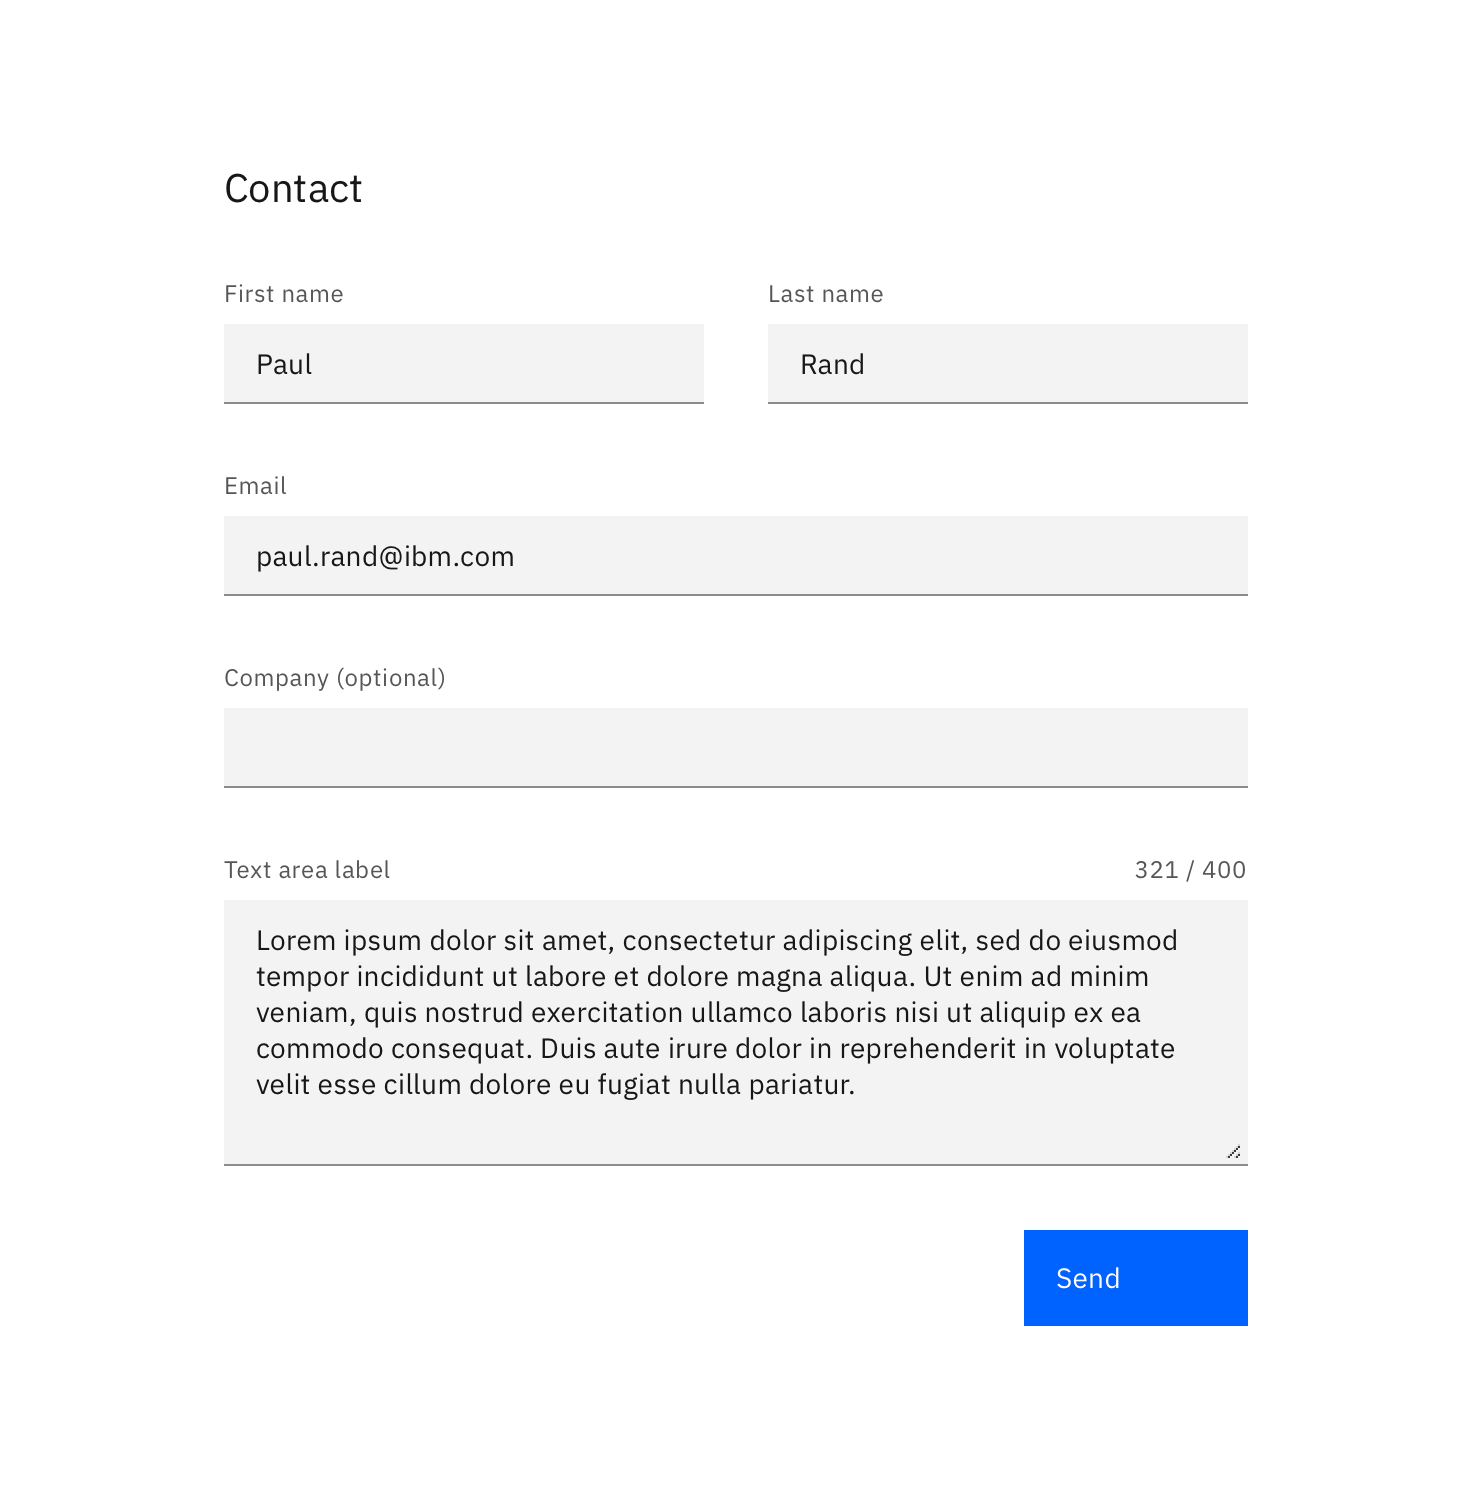 Contact
First name
Last name
Paul
Rand
Email
paul.rand@ibm.com
Company (optional)
Text area label
321 / 400
Lorem ipsum dolor sit amet, consectetur adipiscing elit, sed do eiusmod
tempor incididunt ut labore et dolore magna aliqua. Ut enim ad minim
veniam, quis nostrud exercitation ullamco laboris nisi ut aliquip ex ea
commodo consequat. Duis aute irure dolor in reprehenderit in voluptate
velit esse cillum dolore eu fugiat nulla pariatur.
Send